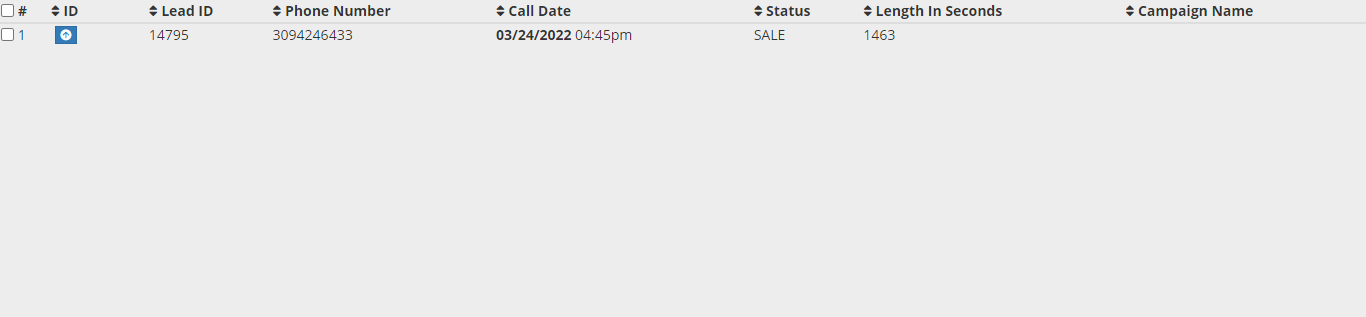 # ID Lead ID Phone Number Call Date Status Length In Seconds Campaign Name
1 14795 3094246433 03/24/2022 04:45pm SALE 1463